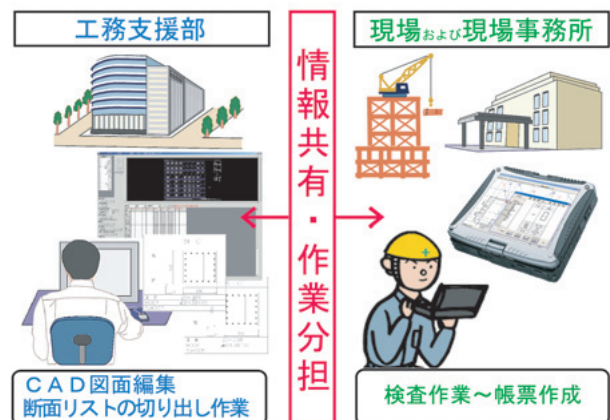 工務支援部
現場および現場事務所
情報共有・作業分担
CAD図面編集
断面リストの切り出し作業
検査作業~帳票作成